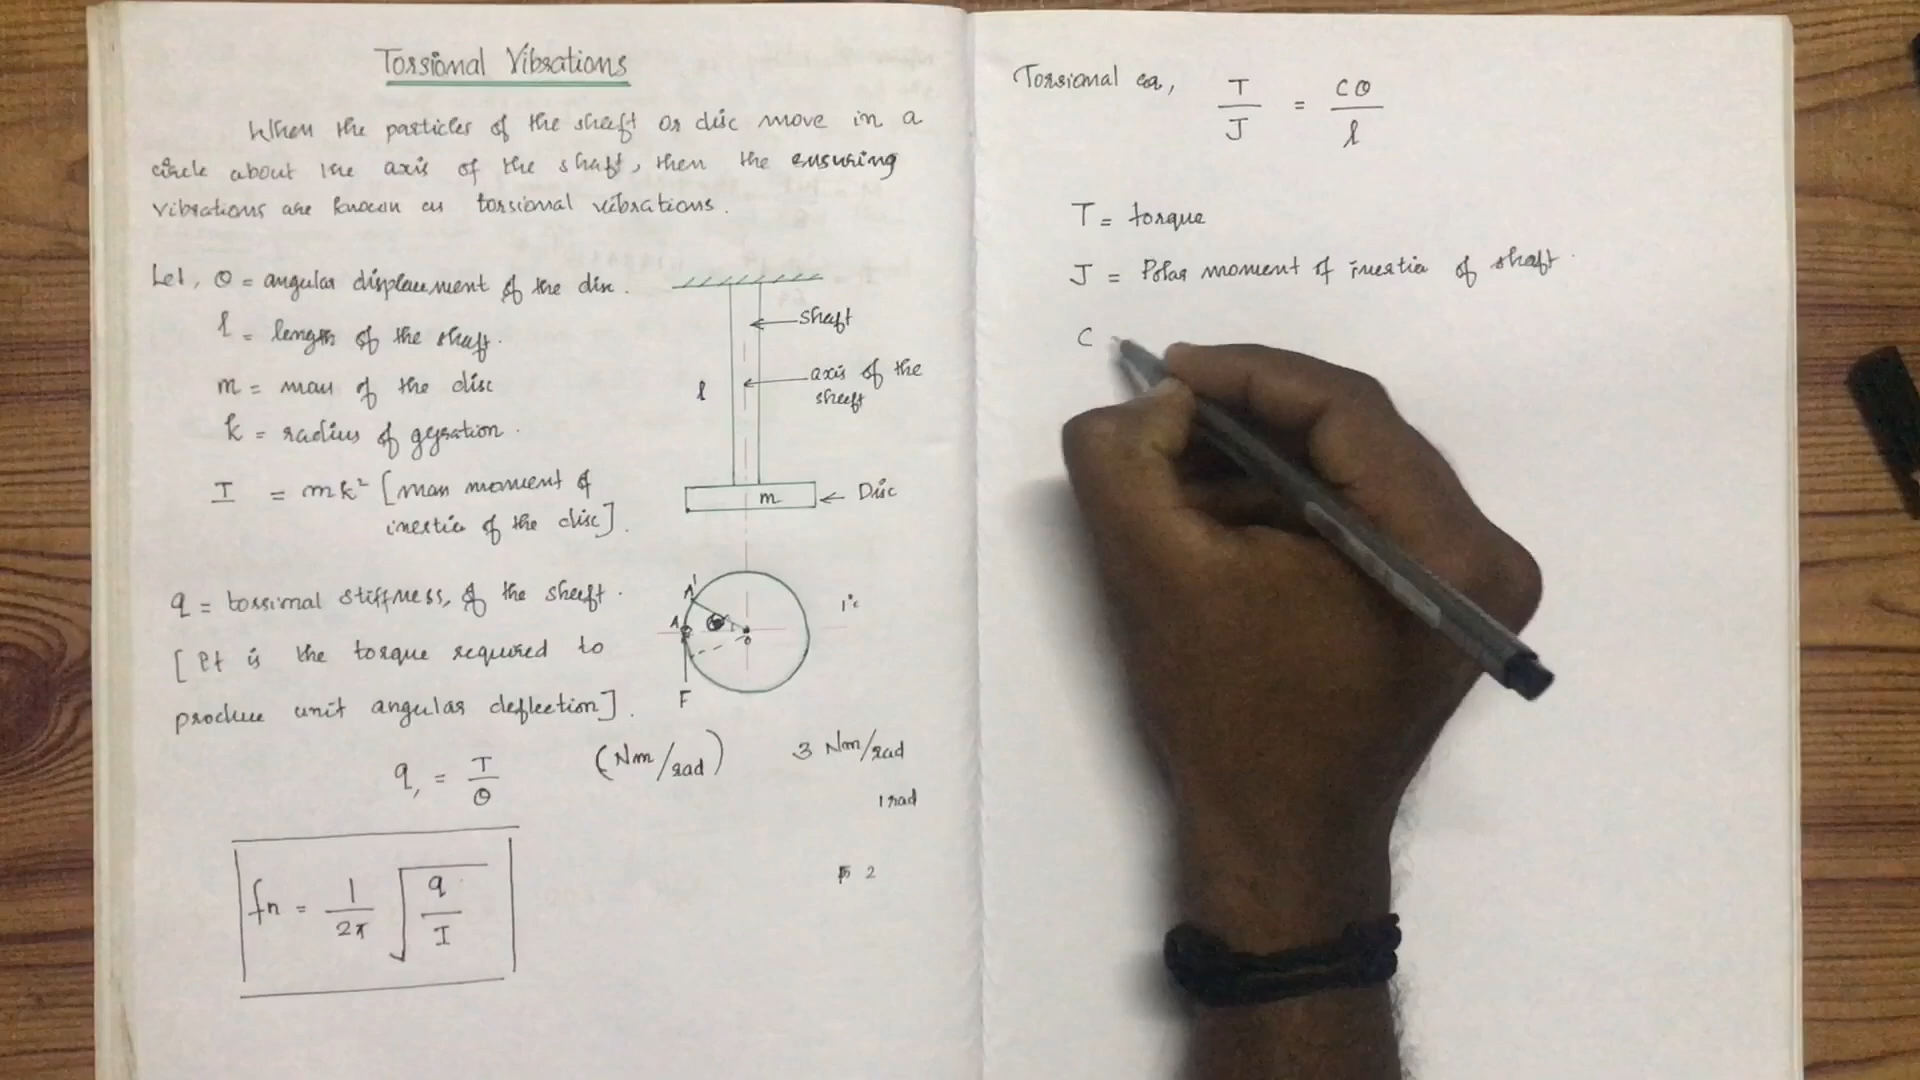 Torsional Vibrations
When the particles of the shaft or disc move in a
circle about the axis of the shaft, then the ensuring
vibrations are known as torsional vibrations.
Let, θ = angular displacement of the disc.
l = length of the shaft.
m = mass of the disc
k = radius of gyration.
I = mk² [mass moment of
inertia of the disc].
shaft
axis of the
shaft
l
m
Disc
q = torsional stiffness, of the shaft.
[It is the torque required to
produce unit angular deflection].
A'
A
θ
F
1°c
q = T/θ (Nm/rad) 3 Nm/rad
1 rad
2
fn = 1/2π √(q/I)
Torsional eq, T/J = Cθ/l
T = torque
J = Polar moment of inertia of shaft.
C